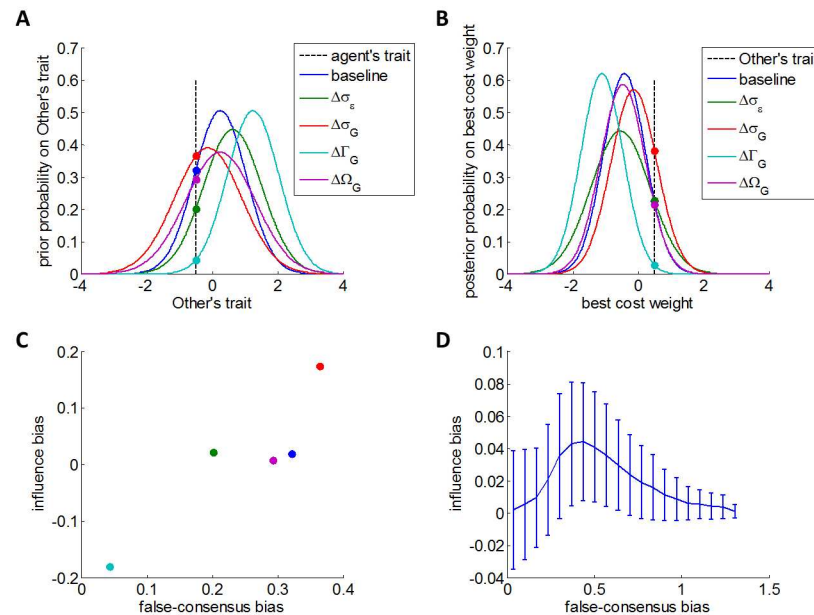 A
prior probability on Other's trait
0.7
0.6
0.5
0.4
0.3
0.2
0.1
0
-4
-2
0
2
4
Other's trait
agent's trait
baseline
Δσε
ΔσG
ΔΓG
ΔΩG
B
posterior probability on best cost weight
0.7
0.6
0.5
0.4
0.3
0.2
0.1
0
-4
-2
0
2
4
best cost weight
Other's trait
baseline
Δσε
ΔσG
ΔΓG
ΔΩG
C
influence bias
0.2
0.1
0
-0.1
-0.2
0
0.1
0.2
0.3
0.4
false-consensus bias
D
influence bias
0.1
0.08
0.06
0.04
0.02
0
-0.02
-0.04
0
0.5
1
1.5
false-consensus bias